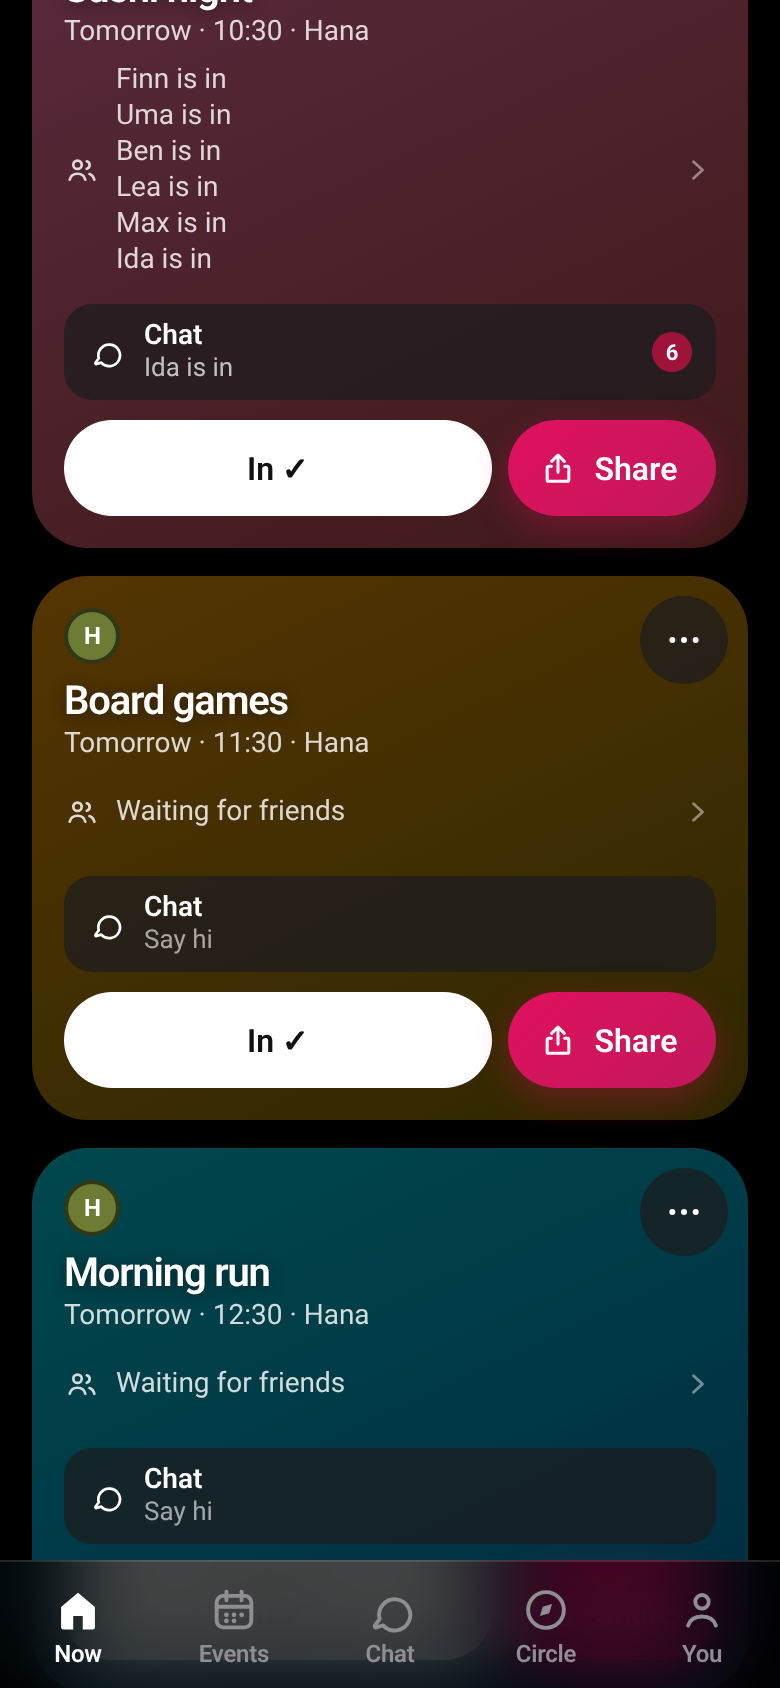 Tomorrow · 10:30 · Hana
Finn is in
Uma is in
Ben is in
Lea is in
Max is in
Ida is in
Chat
Ida is in
6
In ✓
Share
H
Board games
Tomorrow · 11:30 · Hana
Waiting for friends
Chat
Say hi
In ✓
Share
H
Morning run
Tomorrow · 12:30 · Hana
Waiting for friends
Chat
Say hi
Now
Events
Chat
Circle
You